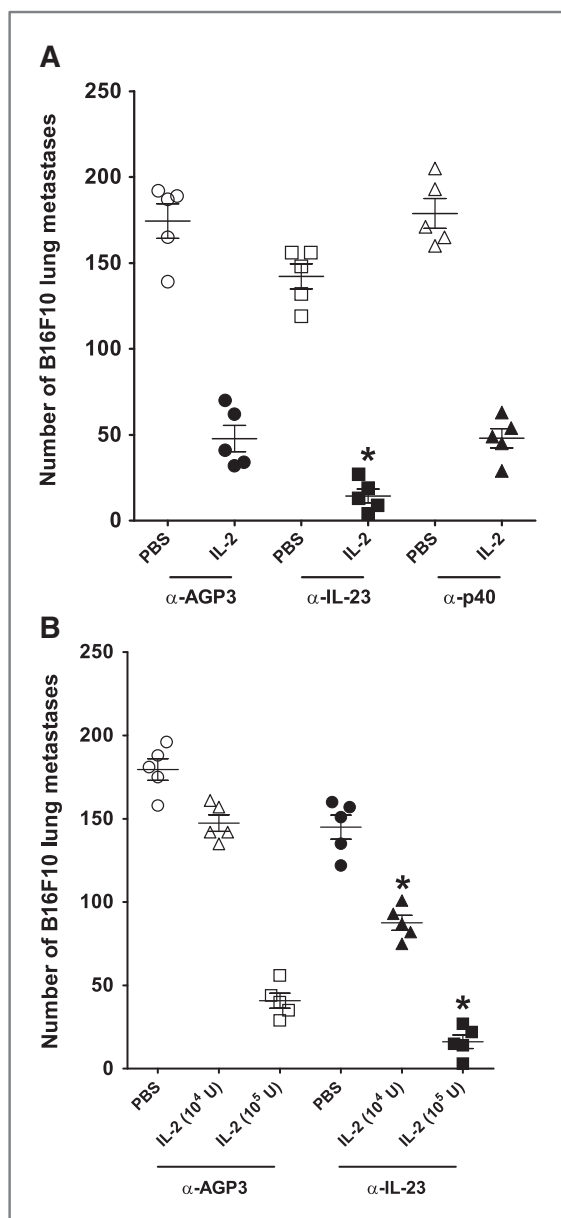 A
Number of B16F10 lung metastases
250
200
150
100
50
0
*
PBS
IL-2
PBS
IL-2
PBS
IL-2
α-AGP3
α-IL-23
α-p40
B
Number of B16F10 lung metastases
250
200
150
100
50
0
*
*
PBS
IL-2 (10⁴ U)
IL-2 (10⁵ U)
PBS
IL-2 (10⁴ U)
IL-2 (10⁵ U)
α-AGP3
α-IL-23